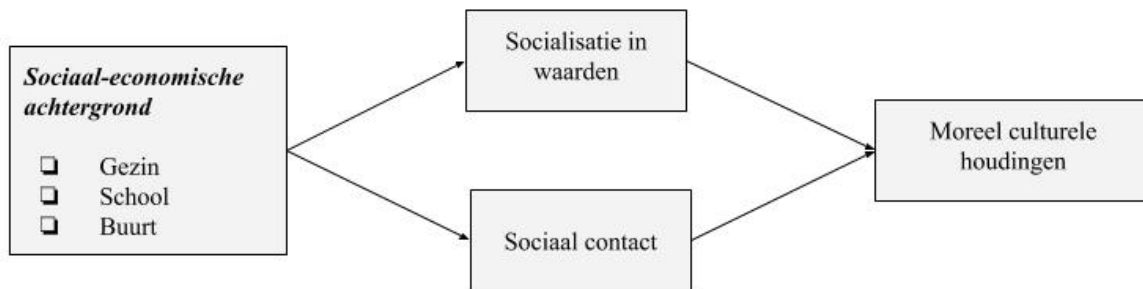 Sociaal-economische
achtergrond
❑ Gezin
❑ School
❑ Buurt
Socialisatie in
waarden
Sociaal contact
Moreel culturele
houdingen